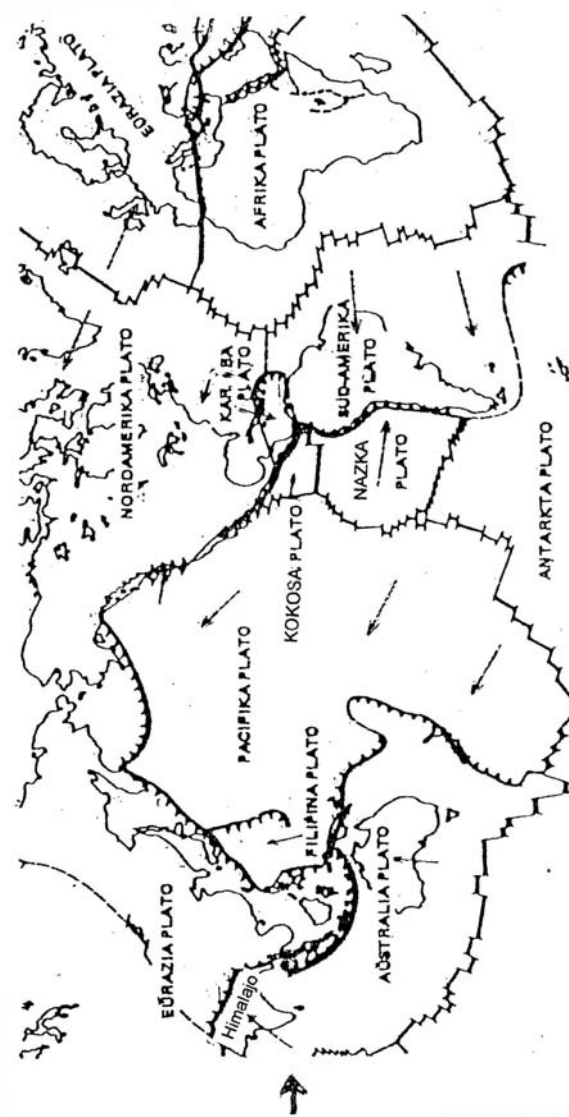 EŬRAZIA PLATO
Himalajo
AŬSTRALIA PLATO
FILIPINA PLATO
PACIFIKA PLATO
KOKOSA PLATO
NORDAMERIKA PLATO
KARIBA
PLATO
NAZKA
PLATO
SUD-AMERIKA
PLATO
ANTARKTA PLATO
AFRIKA PLATO
EŬRAZIA PLATO